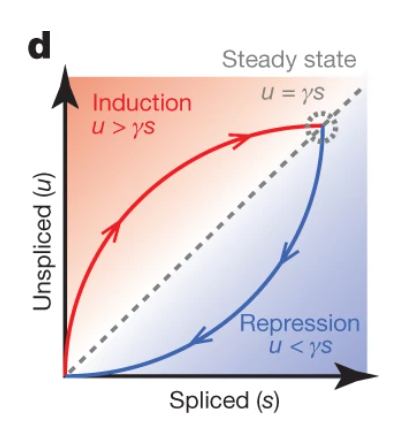 d
Steady state
u = γs
Induction
u > γs
Unspliced (u)
Repression
u < γs
Spliced (s)